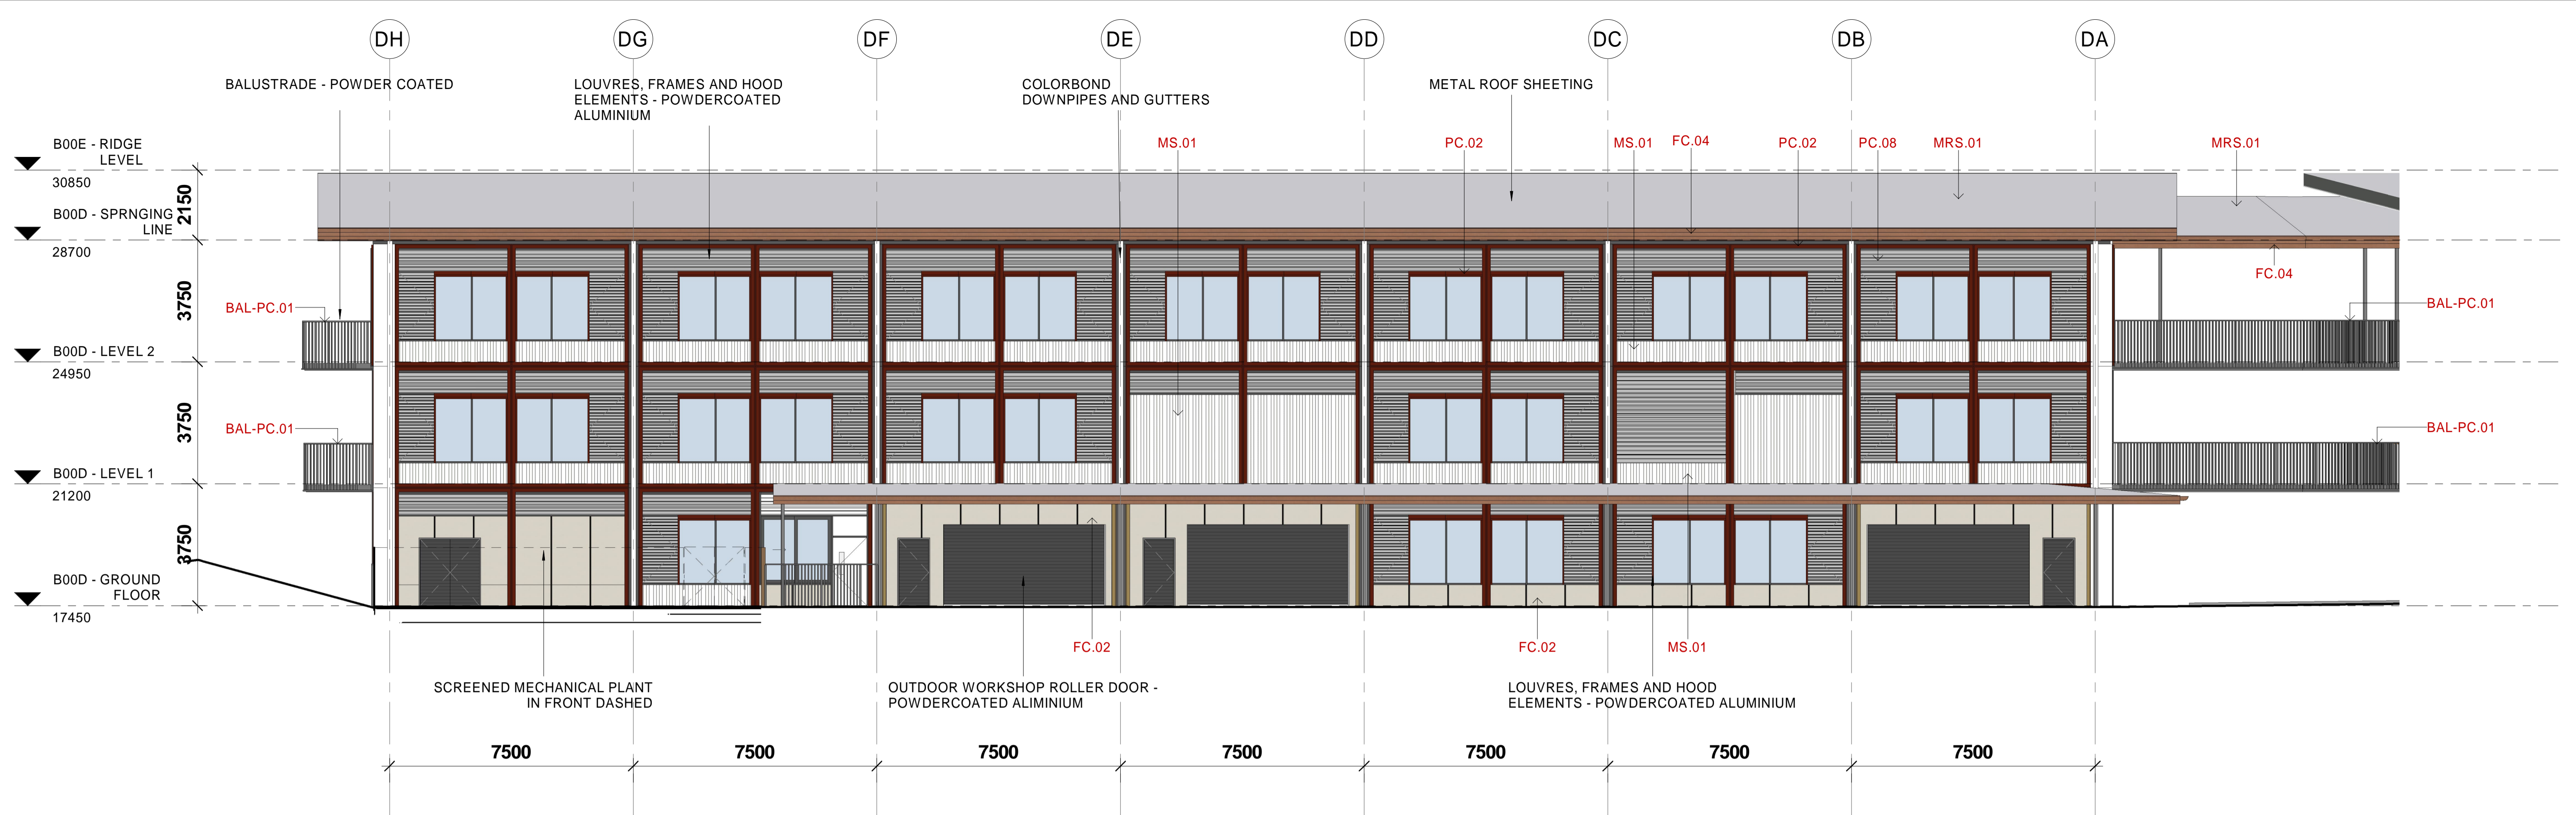 DH
DG
DF
DE
DD
DC
DB
DA
BALUSTRADE - POWDER COATED
LOUVRES, FRAMES AND HOOD
ELEMENTS - POWDERCOATED
ALUMINIUM
COLORBOND
DOWNPIPES AND GUTTERS
METAL ROOF SHEETING
MS.01
PC.02
MS.01
FC.04
PC.02
PC.08
MRS.01
MRS.01
B00E - RIDGE
LEVEL
30850
2150
B00D - SPRNGING
LINE
28700
3750
FC.04
BAL-PC.01
BAL-PC.01
B00D - LEVEL 2
24950
3750
BAL-PC.01
BAL-PC.01
B00D - LEVEL 1
21200
3750
B00D - GROUND
FLOOR
17450
FC.02
FC.02
MS.01
SCREENED MECHANICAL PLANT
IN FRONT DASHED
OUTDOOR WORKSHOP ROLLER DOOR -
POWDERCOATED ALIMINIUM
LOUVRES, FRAMES AND HOOD
ELEMENTS - POWDERCOATED ALUMINIUM
7500
7500
7500
7500
7500
7500
7500